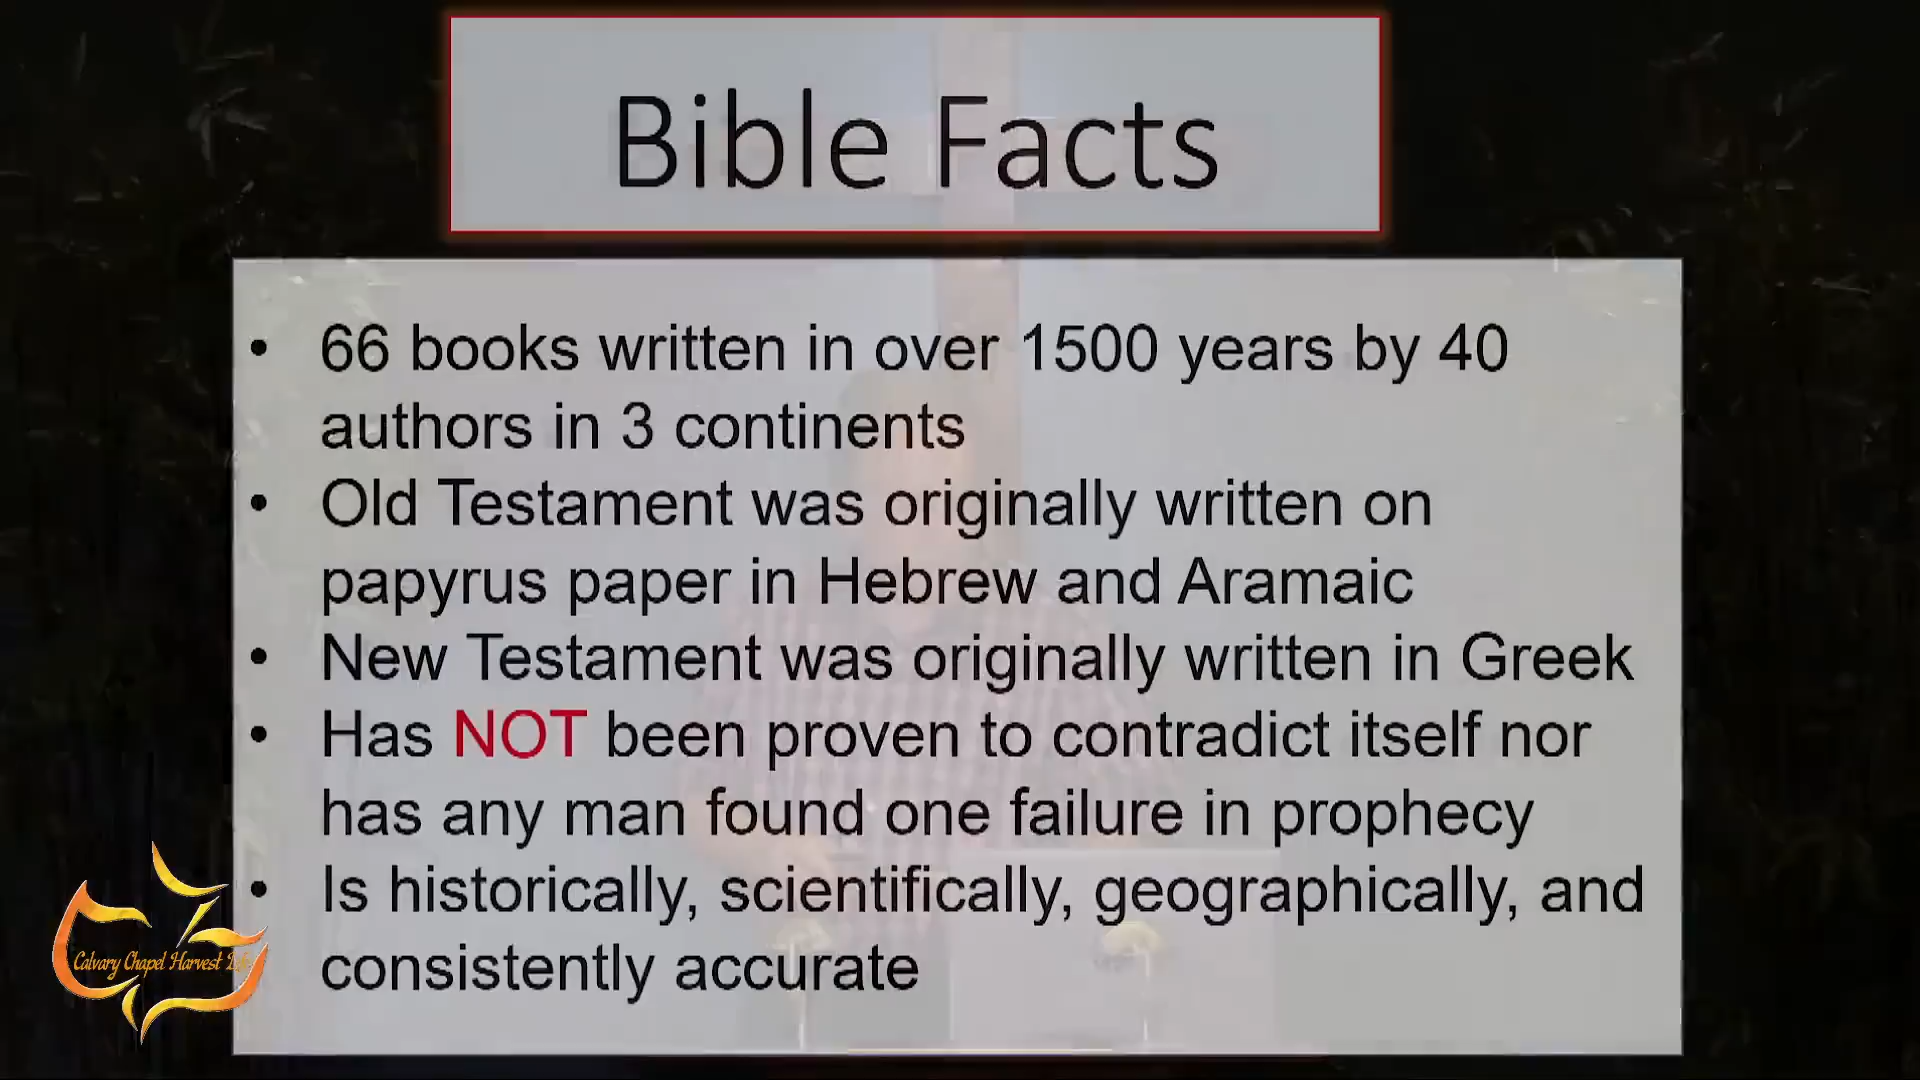 Bible Facts
• 66 books written in over 1500 years by 40
authors in 3 continents
• Old Testament was originally written on
papyrus paper in Hebrew and Aramaic
• New Testament was originally written in Greek
• Has NOT been proven to contradict itself nor
has any man found one failure in prophecy
• Is historically, scientifically, geographically, and
consistently accurate
Calvary Chapel Harvest